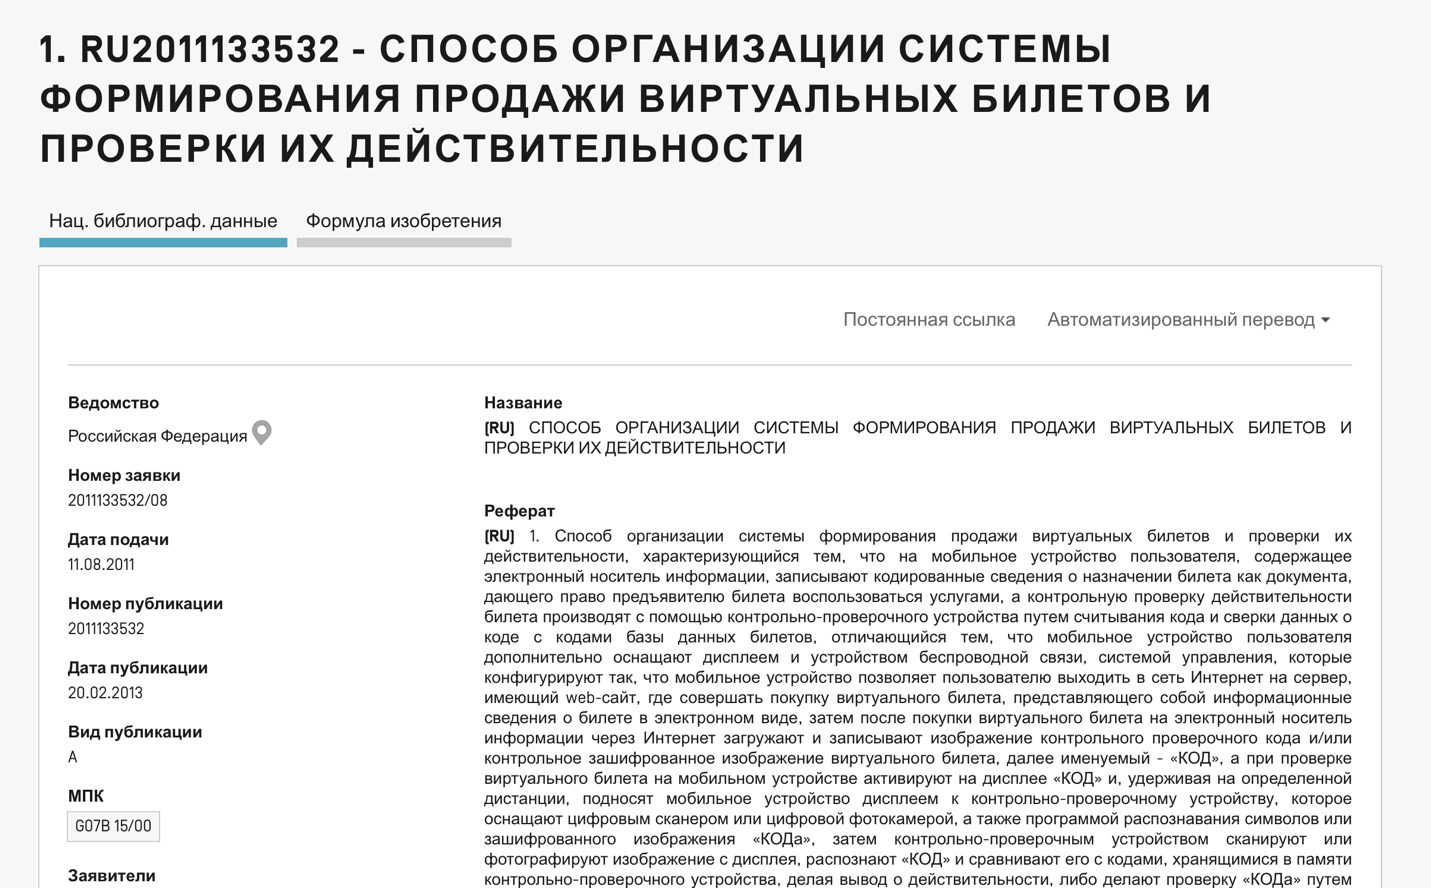 1. RU2011133532 - СПОСОБ ОРГАНИЗАЦИИ СИСТЕМЫ
ФОРМИРОВАНИЯ ПРОДАЖИ ВИРТУАЛЬНЫХ БИЛЕТОВ И
ПРОВЕРКИ ИХ ДЕЙСТВИТЕЛЬНОСТИ
Нац. библиограф. данные
Формула изобретения
Постоянная ссылка
Автоматизированный перевод
Ведомство
Российская Федерация
Номер заявки
2011133532/08
Дата подачи
11.08.2011
Номер публикации
2011133532
Дата публикации
20.02.2013
Вид публикации
A
МПК
G07B 15/00
Заявители
Название
(RU) СПОСОБ ОРГАНИЗАЦИИ СИСТЕМЫ ФОРМИРОВАНИЯ ПРОДАЖИ ВИРТУАЛЬНЫХ БИЛЕТОВ И
ПРОВЕРКИ ИХ ДЕЙСТВИТЕЛЬНОСТИ
Реферат
(RU) 1. Способ организации системы формирования продажи виртуальных билетов и проверки их
действительности, характеризующийся тем, что на мобильное устройство пользователя, содержащее
электронный носитель информации, записывают кодированные сведения о назначении билета как документа,
дающего право предъявителю билета воспользоваться услугами, а контрольную проверку действительности
билета производят с помощью контрольно-проверочного устройства путем считывания кода и сверки данных о
коде с кодами базы данных билетов, отличающийся тем, что мобильное устройство пользователя
дополнительно оснащают дисплеем и устройством беспроводной связи, системой управления, которые
конфигурируют так, что мобильное устройство позволяет пользователю выходить в сеть Интернет на сервер,
имеющий web-сайт, где совершать покупку виртуального билета, представляющего собой информационные
сведения о билете в электронном виде, затем после покупки виртуального билета на электронный носитель
информации через Интернет загружают и записывают изображение контрольного проверочного кода и/или
контрольное зашифрованное изображение виртуального билета, далее именуемый - «КОД», а при проверке
виртуального билета на мобильном устройстве активируют на дисплее «КОД» и, удерживая на определенной
дистанции, подносят мобильное устройство дисплеем к контрольно-проверочному устройству, которое
оснащают цифровым сканером или цифровой фотокамерой, а также программой распознавания символов или
зашифрованного изображения «КОДа», затем контрольно-проверочным устройством сканируют или
фотографируют изображение с дисплея, распознают «КОД» и сравнивают его с кодами, хранящимися в памяти
контрольно-проверочного устройства, делая вывод о действительности, либо делают проверку «КОДа» путем